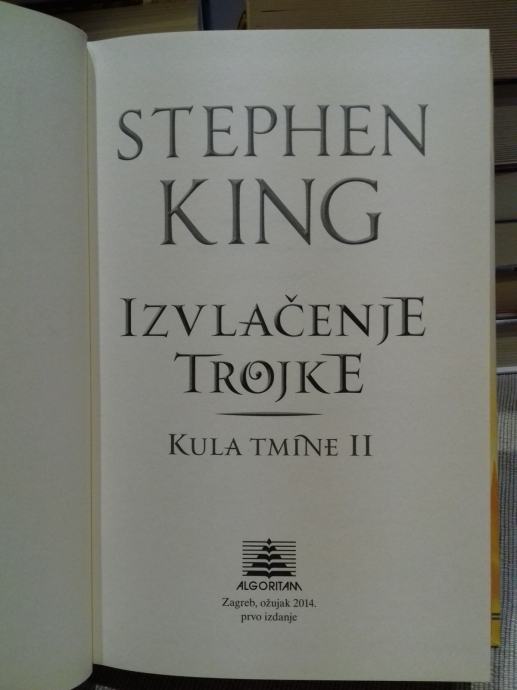 STEPHEN
KING
IZVLAČENJE
TROJKE
KULA TMINE II
ALGORITAM
Zagreb, ožujak 2014.
prvo izdanje